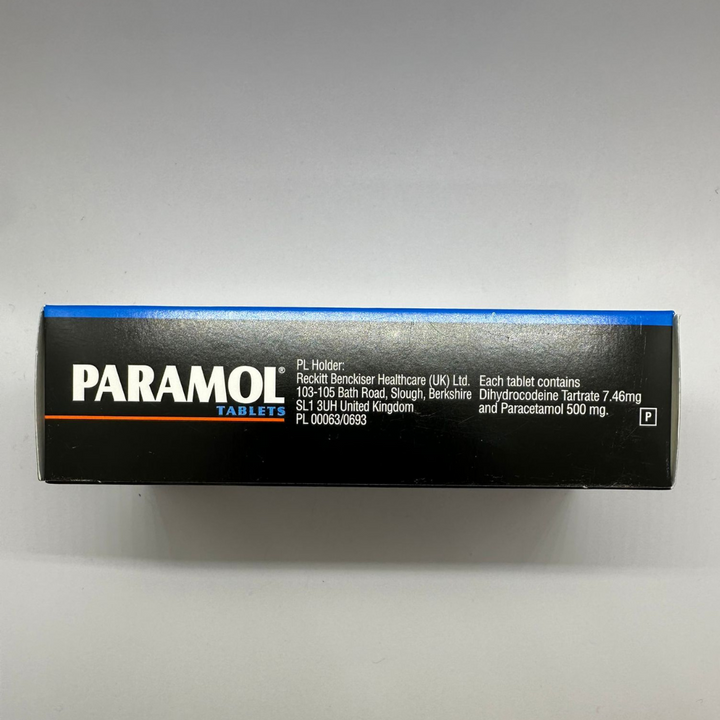 PARAMOL®
TABLETS
PL Holder:
Reckitt Benckiser Healthcare (UK) Ltd.
103-105 Bath Road, Slough, Berkshire
SL1 3UH United Kingdom
PL 00063/0693
Each tablet contains
Dihydrocodeine Tartrate 7.46mg
and Paracetamol 500 mg.
P